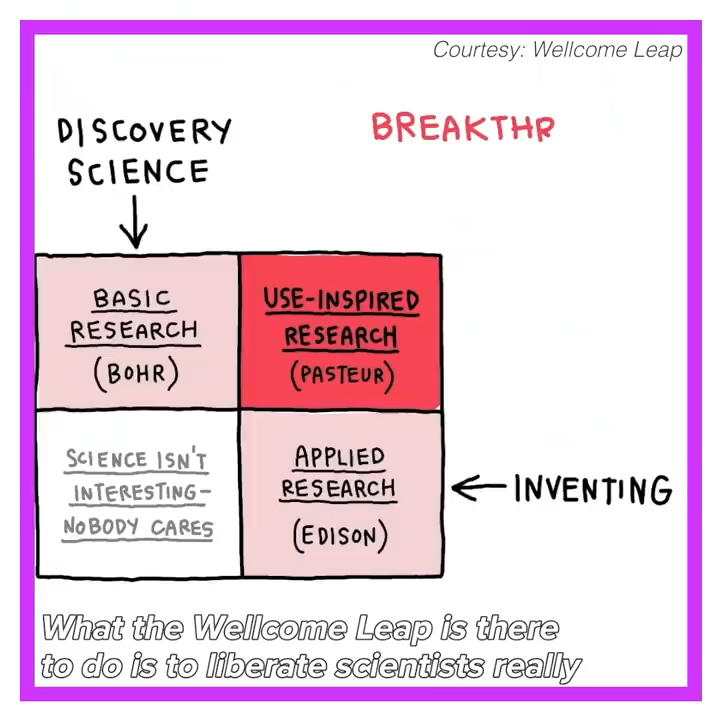 Courtesy: Wellcome Leap
DISCOVERY
SCIENCE
BREAKTHR
BASIC
RESEARCH
(BOHR)
USE-INSPIRED
RESEARCH
(PASTEUR)
SCIENCE ISN'T
INTERESTING-
NOBODY CARES
APPLIED
RESEARCH
(EDISON)
INVENTING
What the Wellcome Leap is there
to do is to liberate scientists really